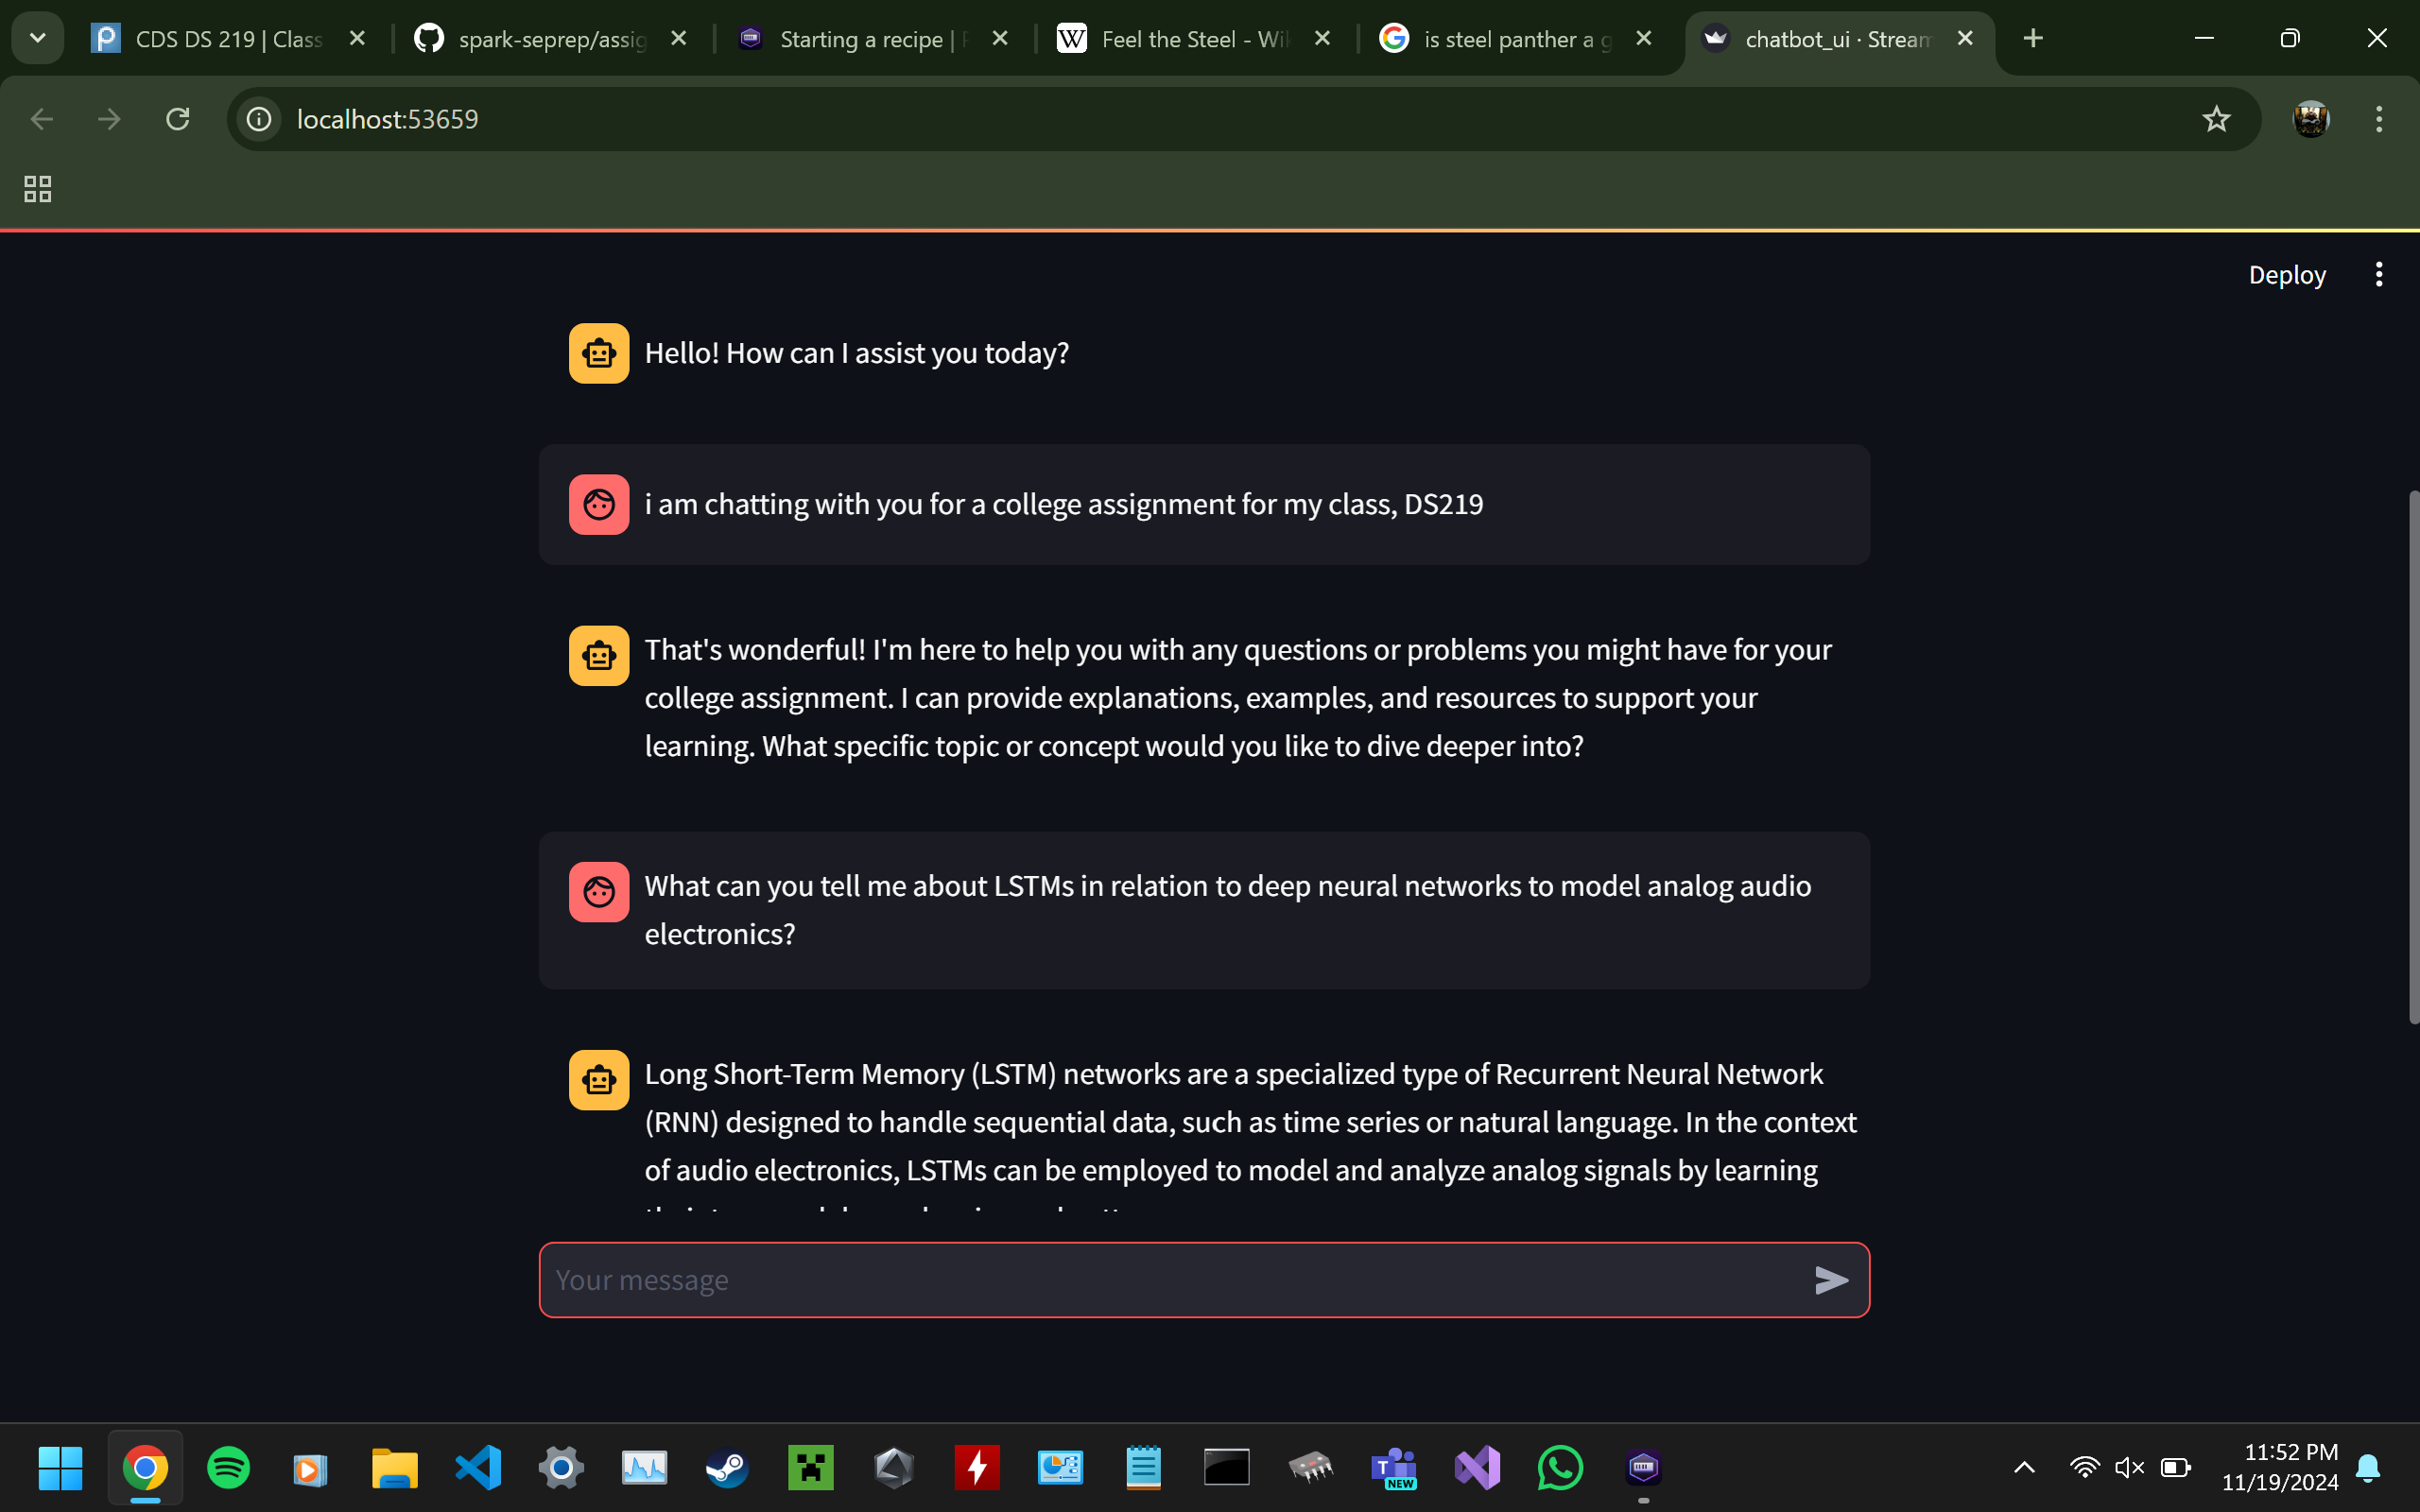 CDS DS 219 | Class
spark-seprep/assig
Starting a recipe |
Feel the Steel - Wi
is steel panther a g
chatbot_ui · Stream
localhost:53659
Deploy
Hello! How can I assist you today?
i am chatting with you for a college assignment for my class, DS219
That's wonderful! I'm here to help you with any questions or problems you might have for your
college assignment. I can provide explanations, examples, and resources to support your
learning. What specific topic or concept would you like to dive deeper into?
What can you tell me about LSTMs in relation to deep neural networks to model analog audio
electronics?
Long Short-Term Memory (LSTM) networks are a specialized type of Recurrent Neural Network
(RNN) designed to handle sequential data, such as time series or natural language. In the context
of audio electronics, LSTMs can be employed to model and analyze analog signals by learning
Your message
NEW
11:52 PM
11/19/2024